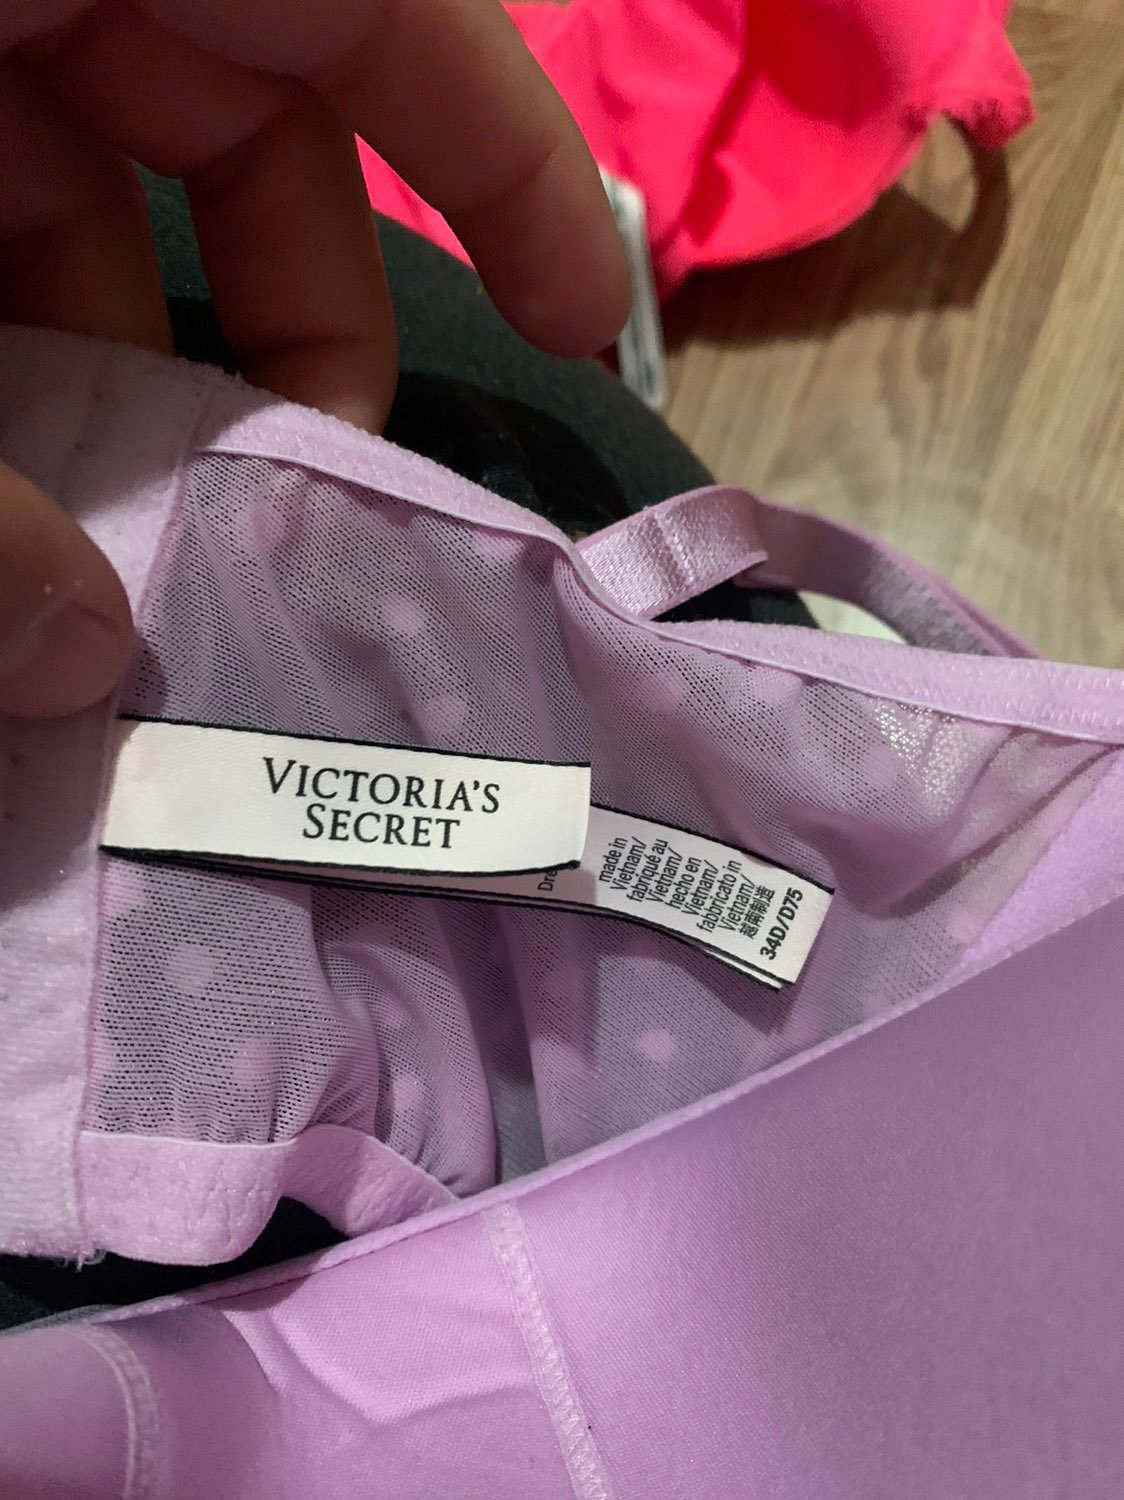 VICTORIA'S
SECRET
Dre
made in
Vietnam/
fabriqué au
Vietnam/
hecho en
Vietnam/
fabbricato in
Vietnam/
越南制造
34D/D75